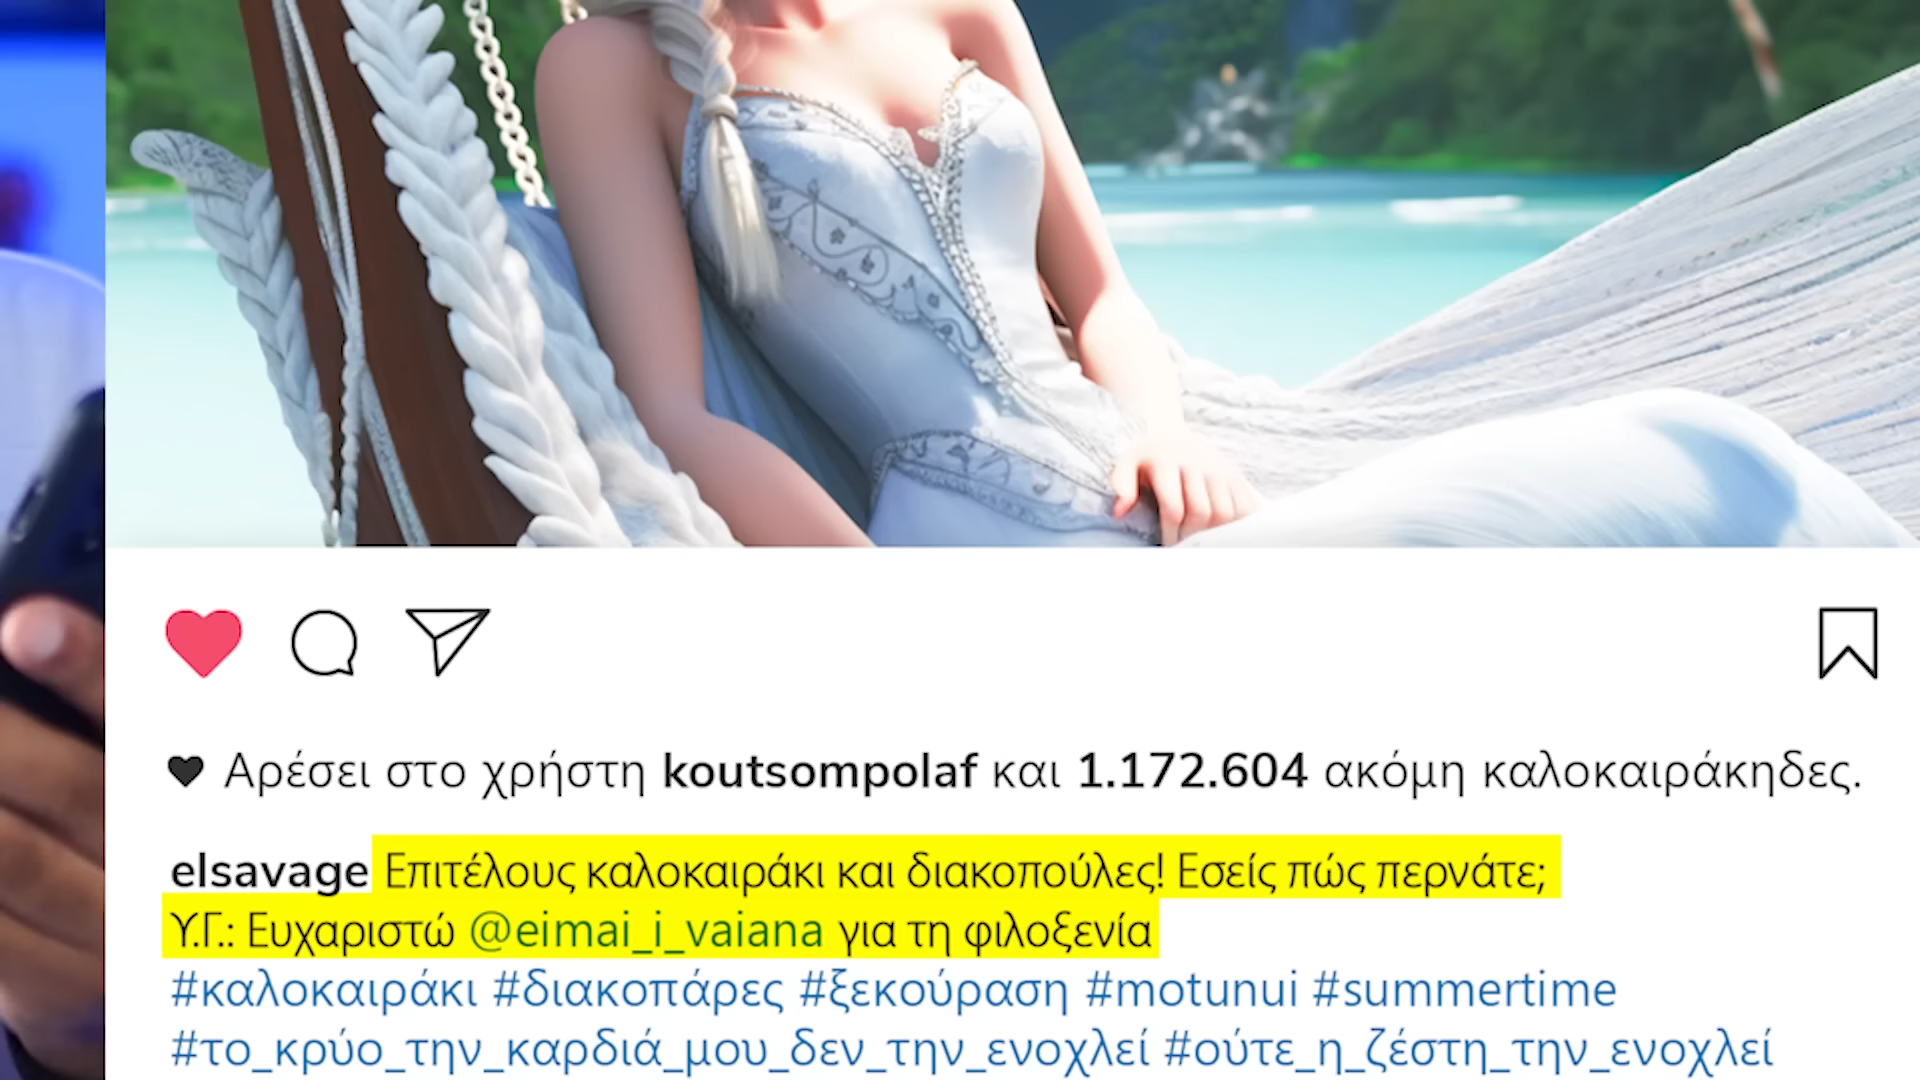 Αρέσει στο χρήστη koutsompolaf και 1.172.604 ακόμη καλοκαιράκηδες.
elsavage Επιτέλους καλοκαιράκι και διακοπούλες! Εσείς πώς περνάτε;
Υ.Γ.: Ευχαριστώ @eimai_i_vaiana για τη φιλοξενία
#καλοκαιράκι #διακοπάρες #ξεκούραση #motunui #summertime
#το_κρύο_την_καρδιά_μου_δεν_την_ενοχλεί #ούτε_η_ζέστη_την_ενοχλεί